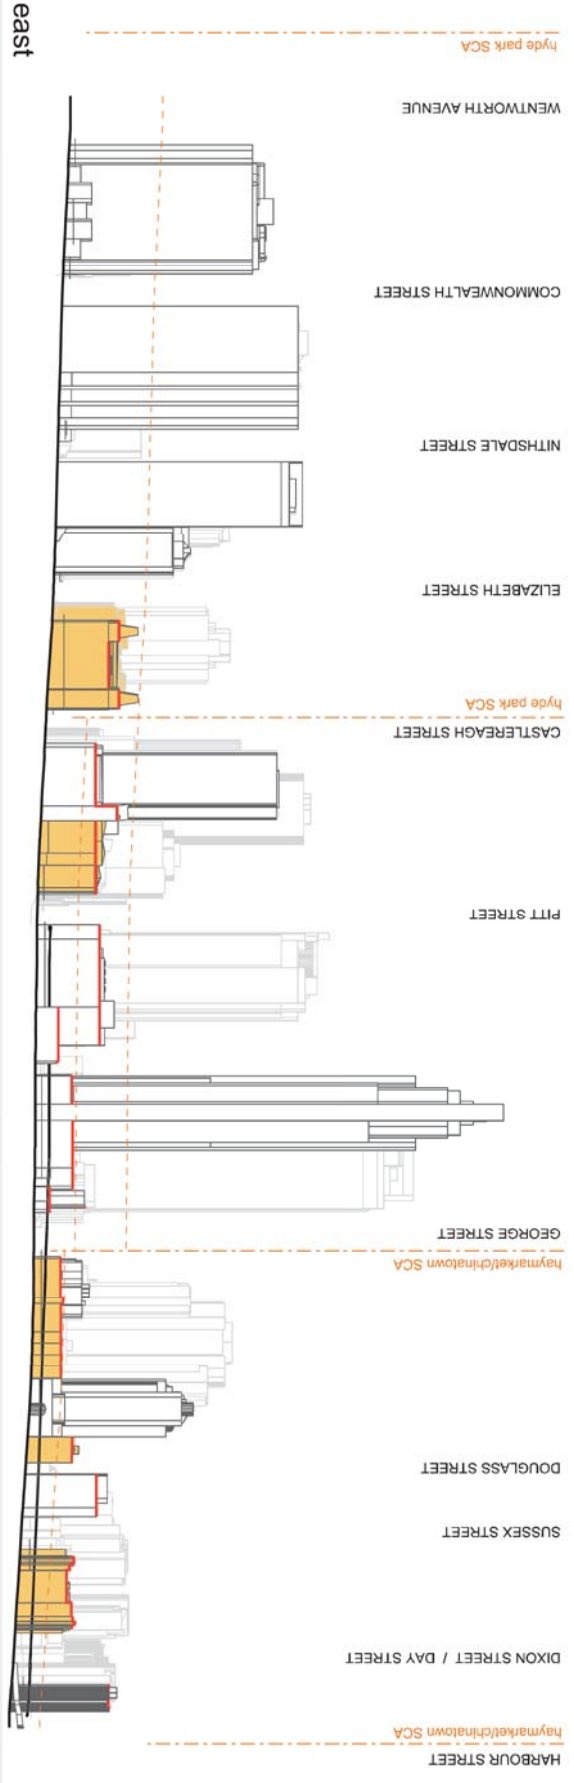 east
hyde park SCA
WENTWORTH AVENUE
COMMONWEALTH STREET
NITHSDALE STREET
ELIZABETH STREET
hyde park SCA
CASTLEREAGH STREET
PITT STREET
GEORGE STREET
haymarket/chinatown SCA
DOUGLASS STREET
SUSSEX STREET
DIXON STREET / DAY STREET
haymarket/chinatown SCA
HARBOUR STREET